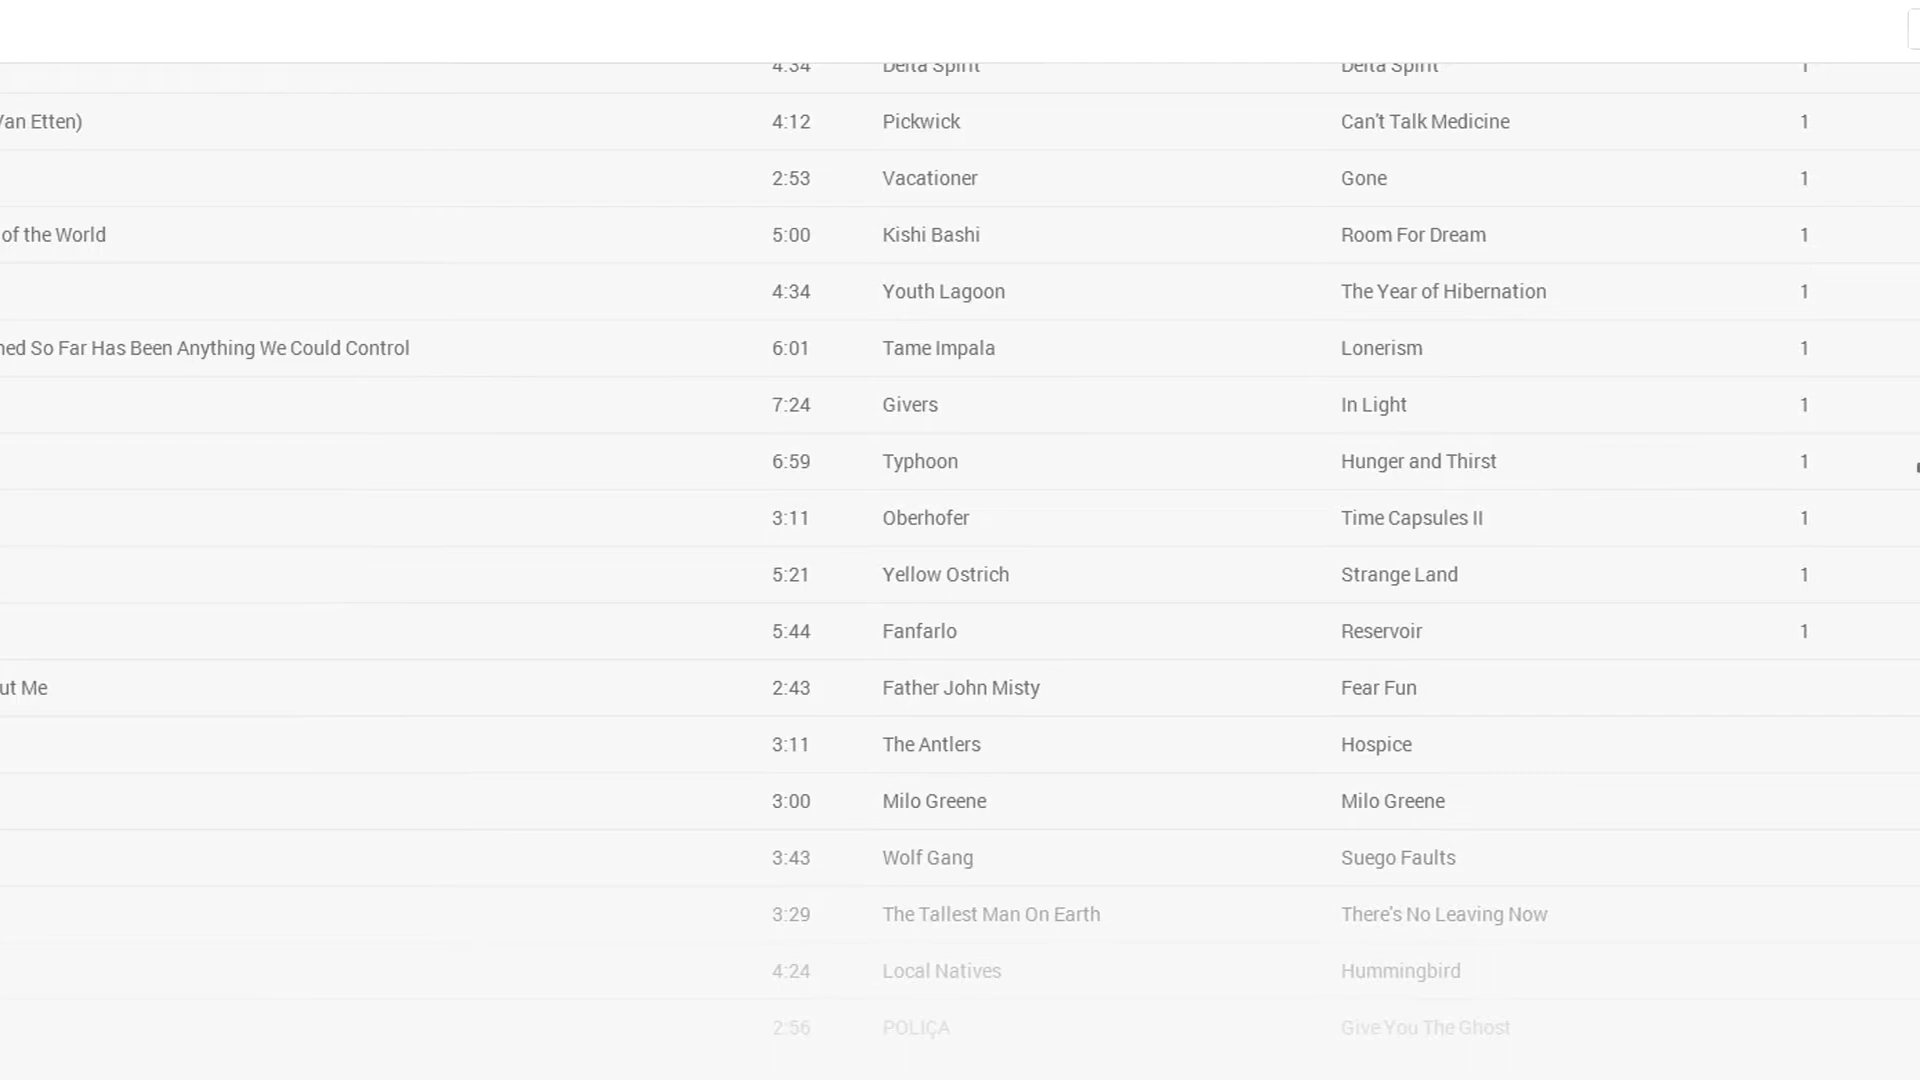 4:34 Delta Spirit Delta Spirit 1
Van Etten) 4:12 Pickwick Can't Talk Medicine 1
2:53 Vacationer Gone 1
of the World 5:00 Kishi Bashi Room For Dream 1
4:34 Youth Lagoon The Year of Hibernation 1
ned So Far Has Been Anything We Could Control 6:01 Tame Impala Lonerism 1
7:24 Givers In Light 1
6:59 Typhoon Hunger and Thirst 1
3:11 Oberhofer Time Capsules II 1
5:21 Yellow Ostrich Strange Land 1
5:44 Fanfarlo Reservoir 1
ut Me 2:43 Father John Misty Fear Fun
3:11 The Antlers Hospice
3:00 Milo Greene Milo Greene
3:43 Wolf Gang Suego Faults
3:29 The Tallest Man On Earth There's No Leaving Now
4:24 Local Natives Hummingbird
2:56 POLIÇA Give You The Ghost